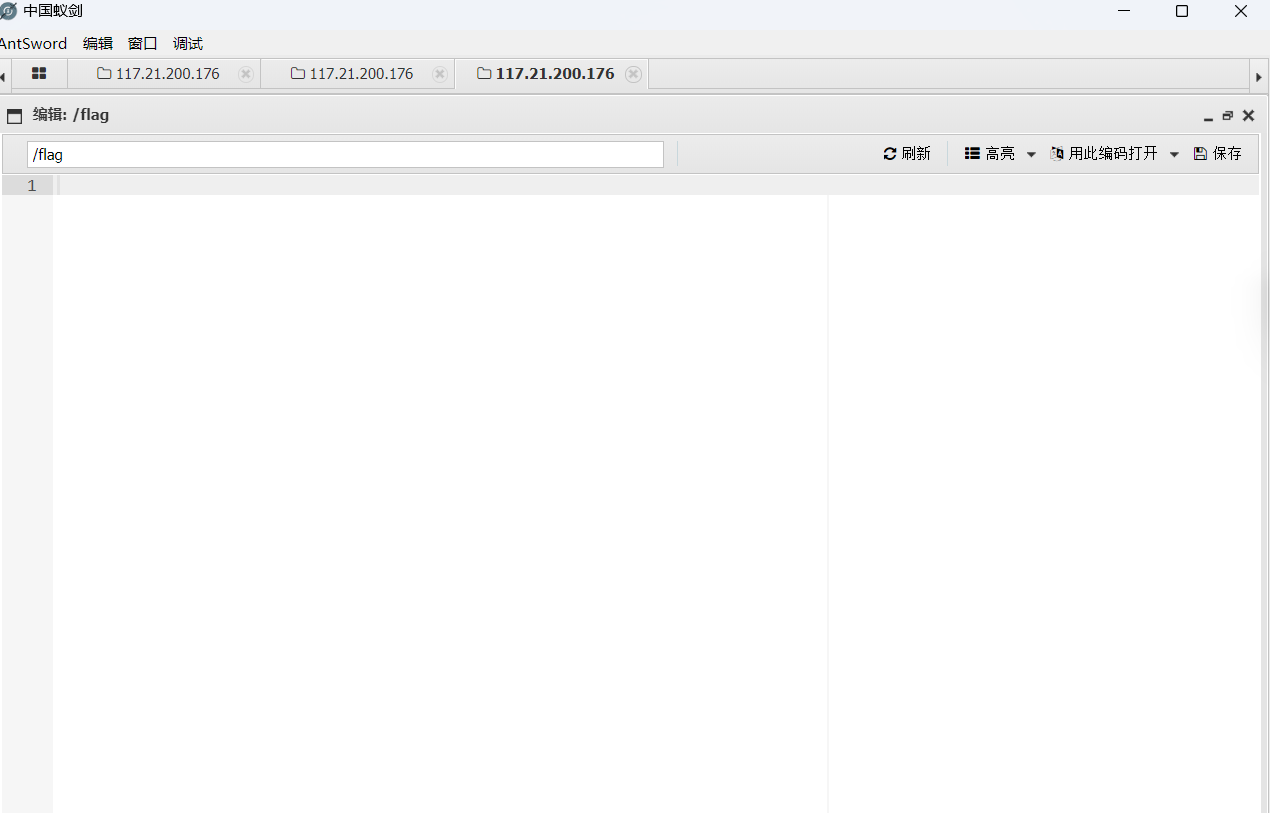 中国蚁剑
AntSword 编辑 窗口 调试
117.21.200.176 117.21.200.176 117.21.200.176
编辑: /flag
/flag 刷新 高亮 用此编码打开 保存
1